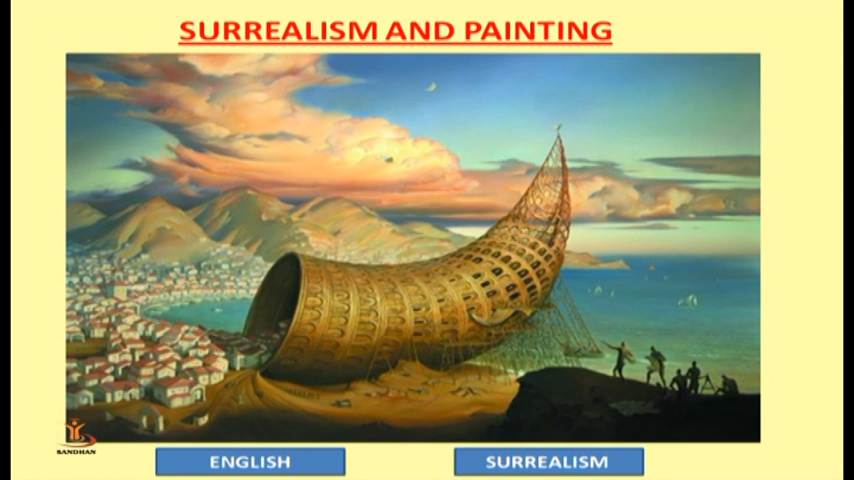 SURREALISM AND PAINTING
SANDHAN
ENGLISH
SURREALISM